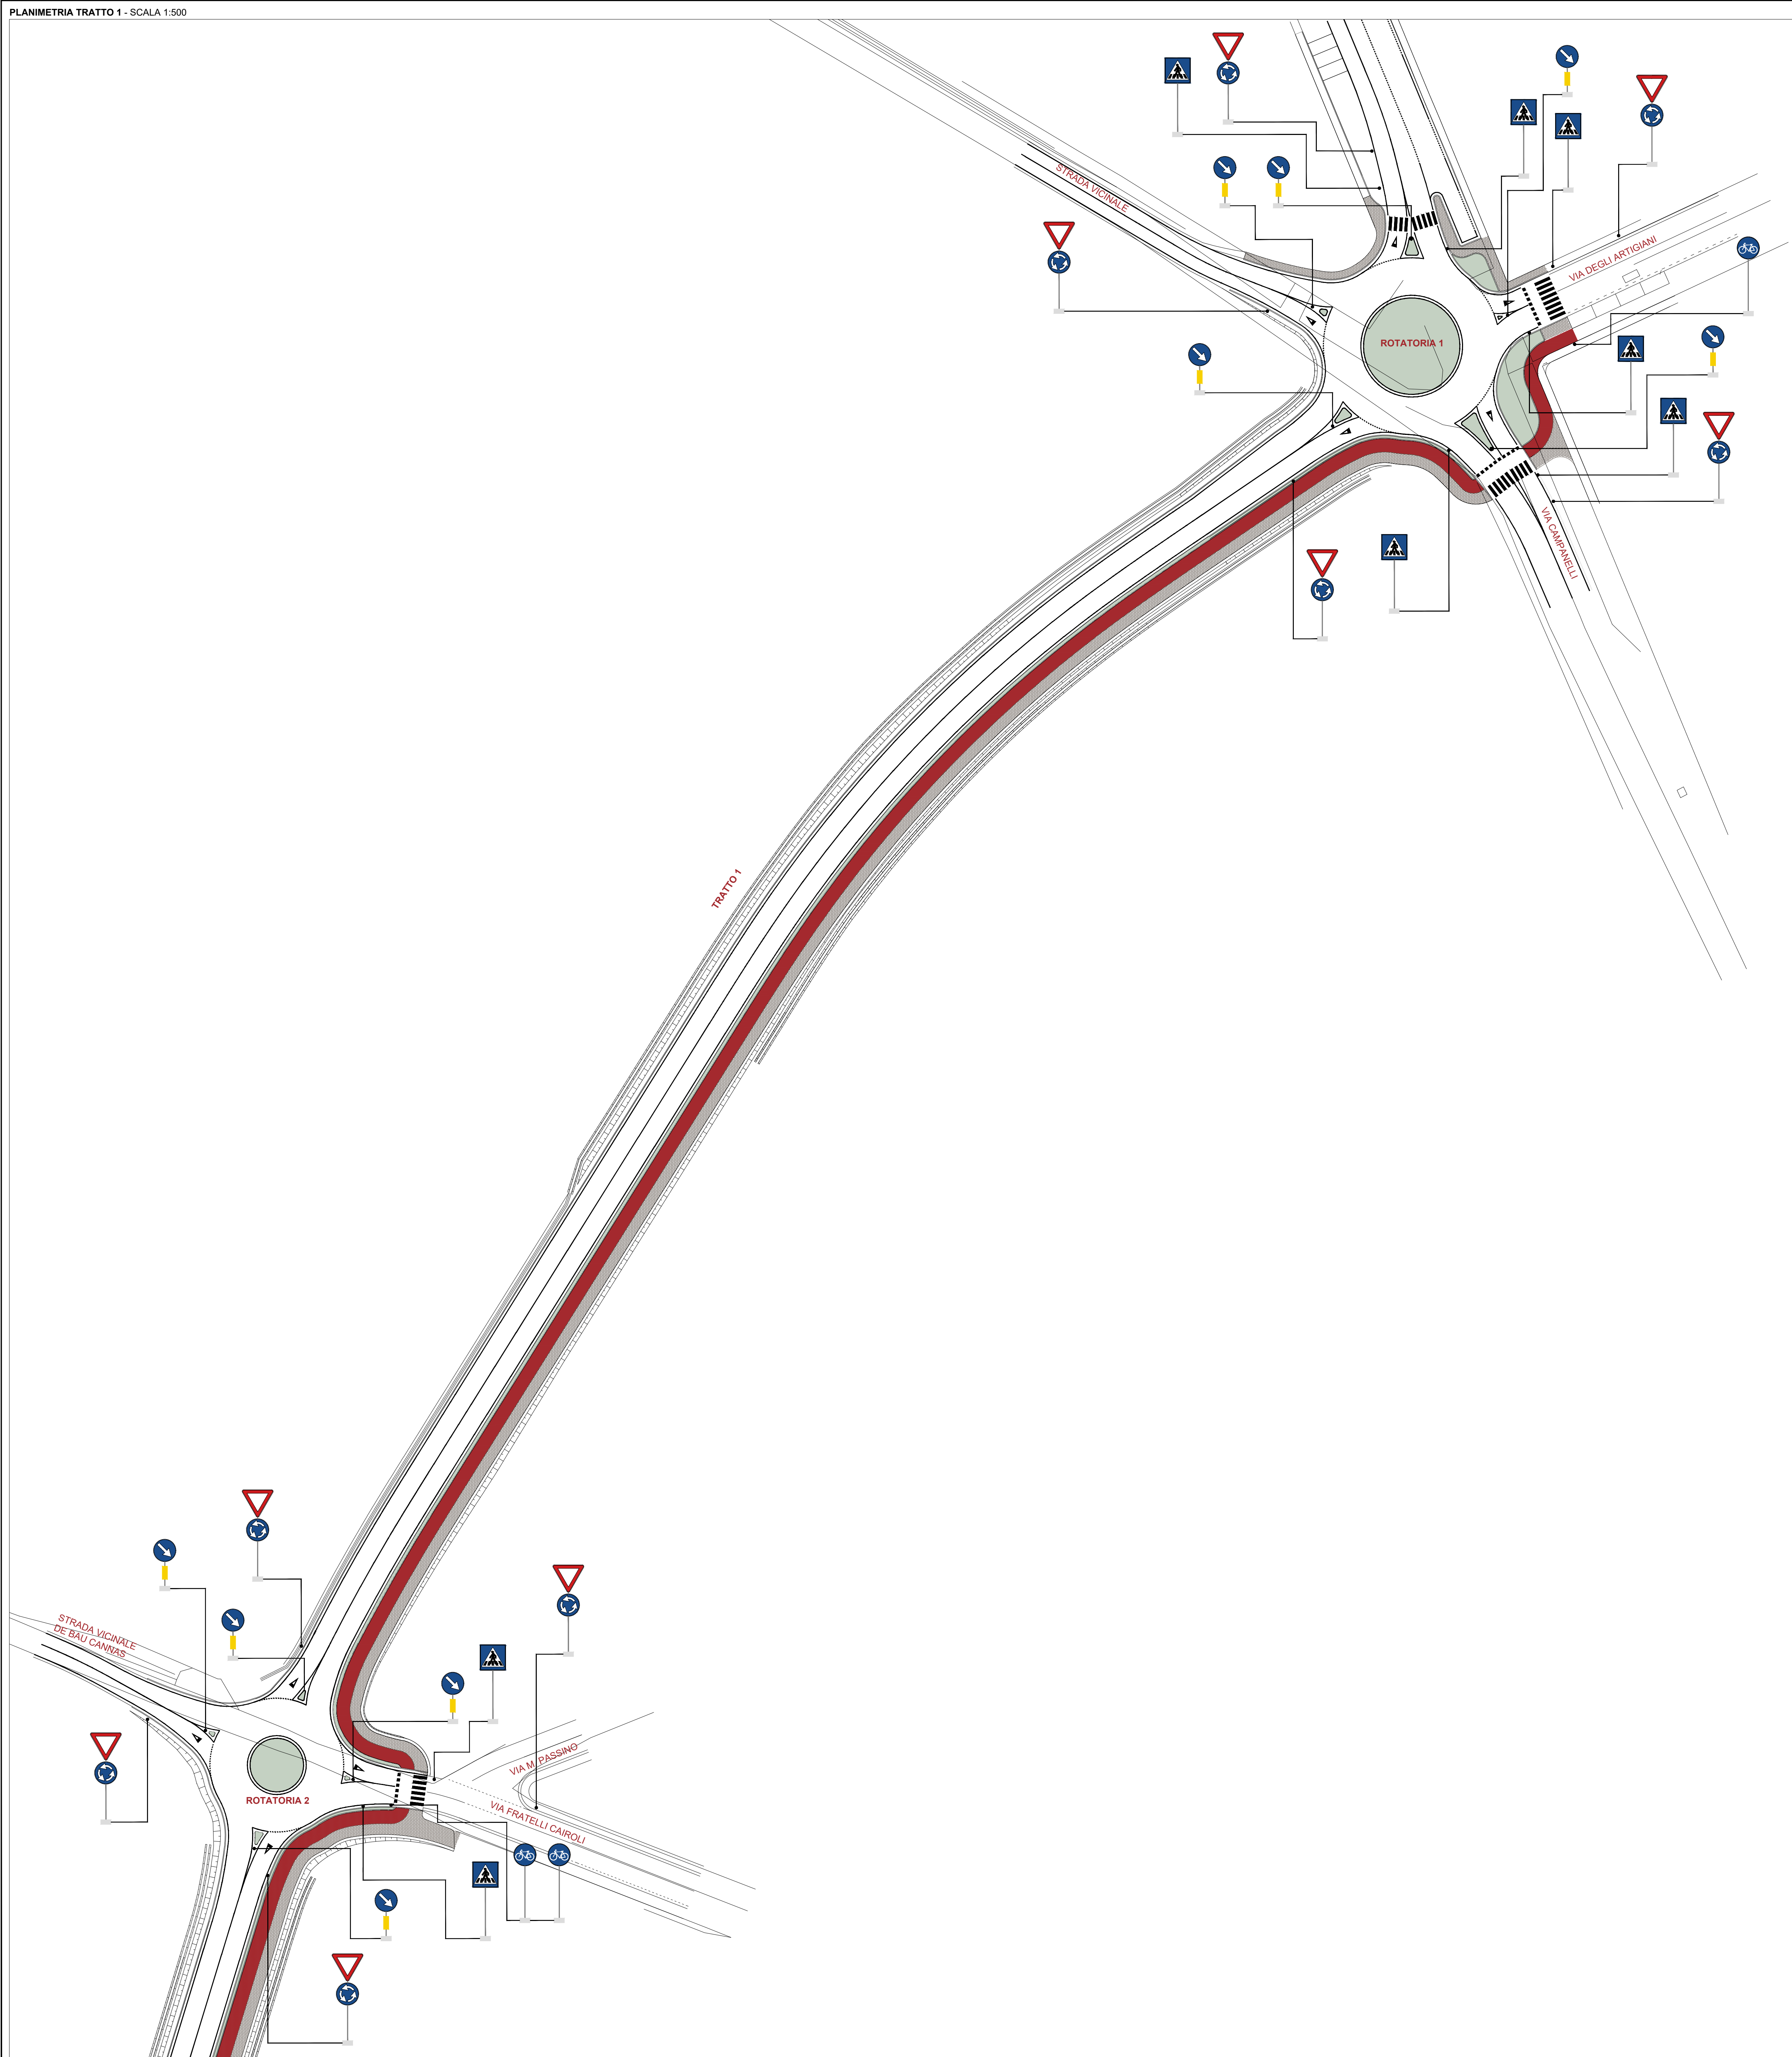 PLANIMETRIA TRATTO 1 - SCALA 1:500
STRADA VICINALE
VIA DEGLI ARTIGIANI
ROTATORIA 1
VIA CAMPANELLI
TRATTO 1
STRADA VICINALE
DE BAU CANNAS
VIA M. PASSINO
ROTATORIA 2
VIA FRATELLI CAIROLI